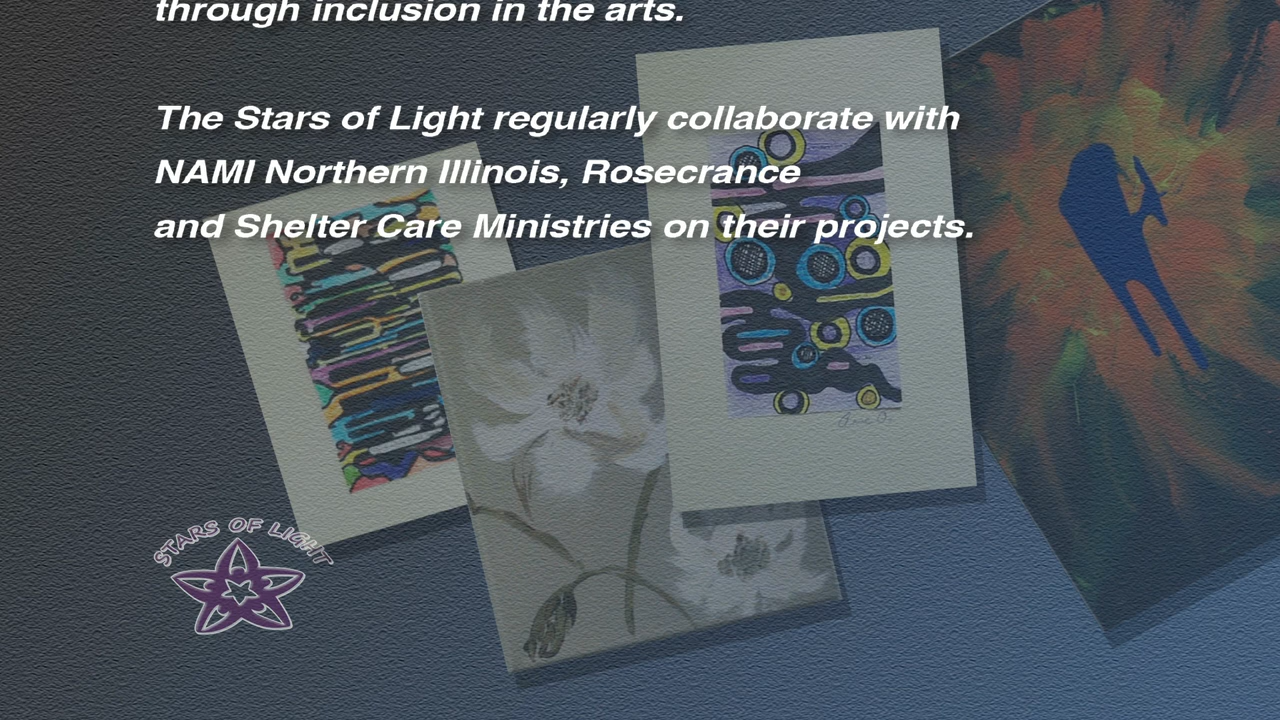 through inclusion in the arts.
The Stars of Light regularly collaborate with
NAMI Northern Illinois, Rosecrance
and Shelter Care Ministries on their projects.
STARS OF LIGHT